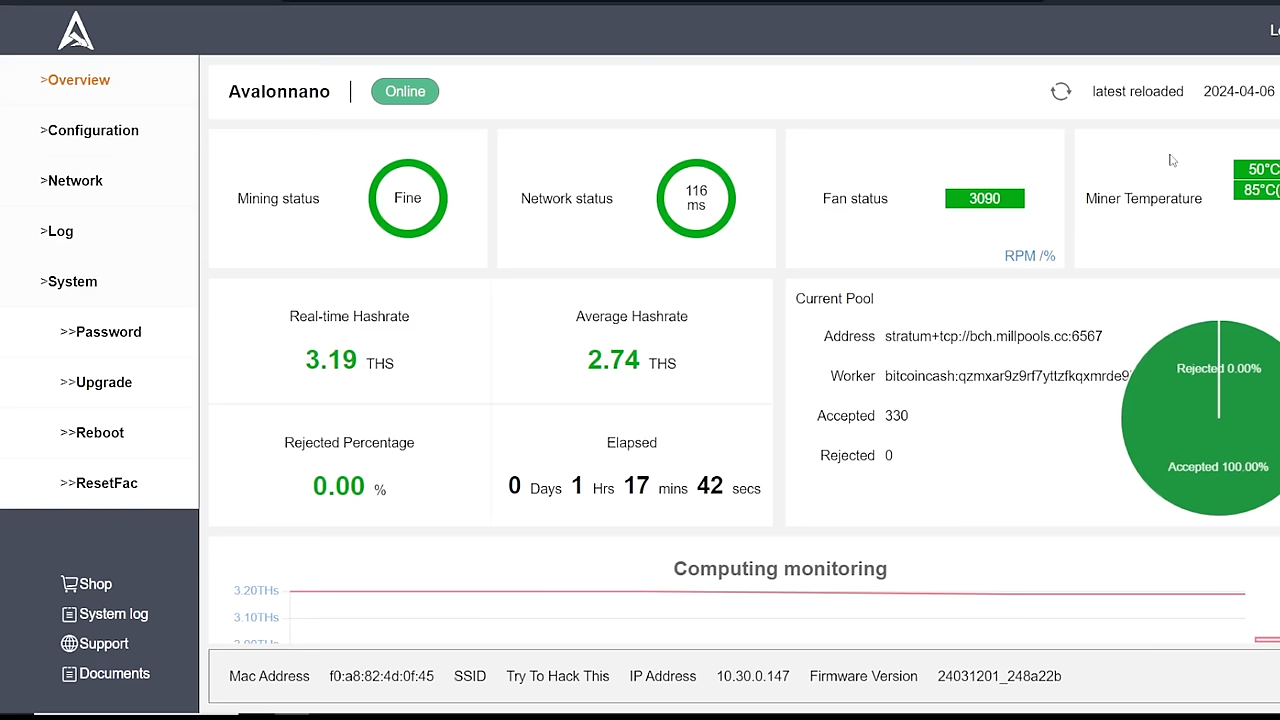 >Overview
>Configuration
>Network
>Log
>System
>>Password
>>Upgrade
>>Reboot
>>ResetFac
Shop
System log
Support
Documents
Avalonnano
Online
latest reloaded 2024-04-06
Mining status
Fine
Network status
116
ms
Fan status
3090
RPM /%
Miner Temperature
50°C
85°C(
Real-time Hashrate
3.19 THS
Average Hashrate
2.74 THS
Rejected Percentage
0.00 %
Elapsed
0 Days 1 Hrs 17 mins 42 secs
Current Pool
Address stratum+tcp://bch.millpools.cc:6567
Worker bitcoincash:qzmxar9z9rf7yttzfkqxmrde9
Accepted 330
Rejected 0
Rejected 0.00%
Accepted 100.00%
Computing monitoring
3.20THs
3.10THs
Mac Address f0:a8:82:4d:0f:45 SSID Try To Hack This IP Address 10.30.0.147 Firmware Version 24031201_248a22b